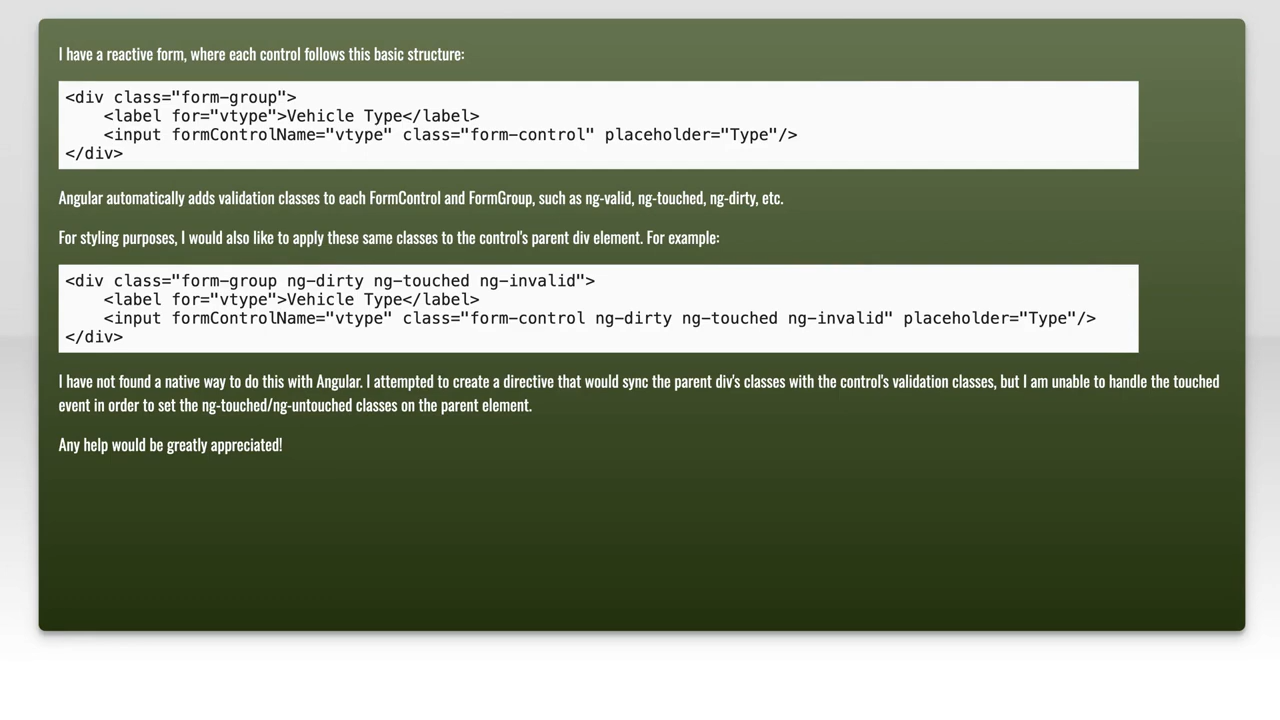 I have a reactive form, where each control follows this basic structure:
<div class="form-group">
    <label for="vtype">Vehicle Type</label>
    <input formControlName="vtype" class="form-control" placeholder="Type"/>
</div>
Angular automatically adds validation classes to each FormControl and FormGroup, such as ng-valid, ng-touched, ng-dirty, etc.
For styling purposes, I would also like to apply these same classes to the control's parent div element. For example:
<div class="form-group ng-dirty ng-touched ng-invalid">
    <label for="vtype">Vehicle Type</label>
    <input formControlName="vtype" class="form-control ng-dirty ng-touched ng-invalid" placeholder="Type"/>
</div>
I have not found a native way to do this with Angular. I attempted to create a directive that would sync the parent div's classes with the control's validation classes, but I am unable to handle the touched
event in order to set the ng-touched/ng-untouched classes on the parent element.
Any help would be greatly appreciated!